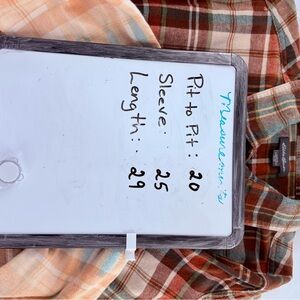 Measurements
Pit to Pit: 20
Sleeve: 25
Length: 29